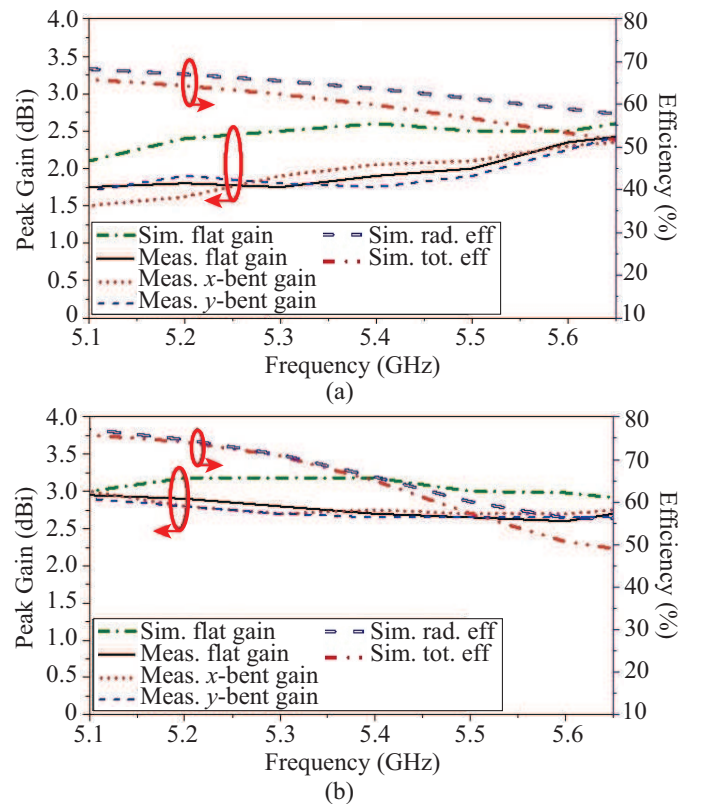 4.0
3.5
3.0
2.5
2.0
1.5
1.0
0.5
0
Peak Gain (dBi)
80
70
60
50
40
30
20
10
Efficiency (%)
Sim. flat gain
Meas. flat gain
Meas. x-bent gain
Meas. y-bent gain
Sim. rad. eff
Sim. tot. eff
5.1 5.2 5.3 5.4 5.5 5.6
Frequency (GHz)
(a)
4.0
3.5
3.0
2.5
2.0
1.5
1.0
0.5
0
Peak Gain (dBi)
80
70
60
50
40
30
20
10
Efficiency (%)
Sim. flat gain
Meas. flat gain
Meas. x-bent gain
Meas. y-bent gain
Sim. rad. eff
Sim. tot. eff
5.1 5.2 5.3 5.4 5.5 5.6
Frequency (GHz)
(b)